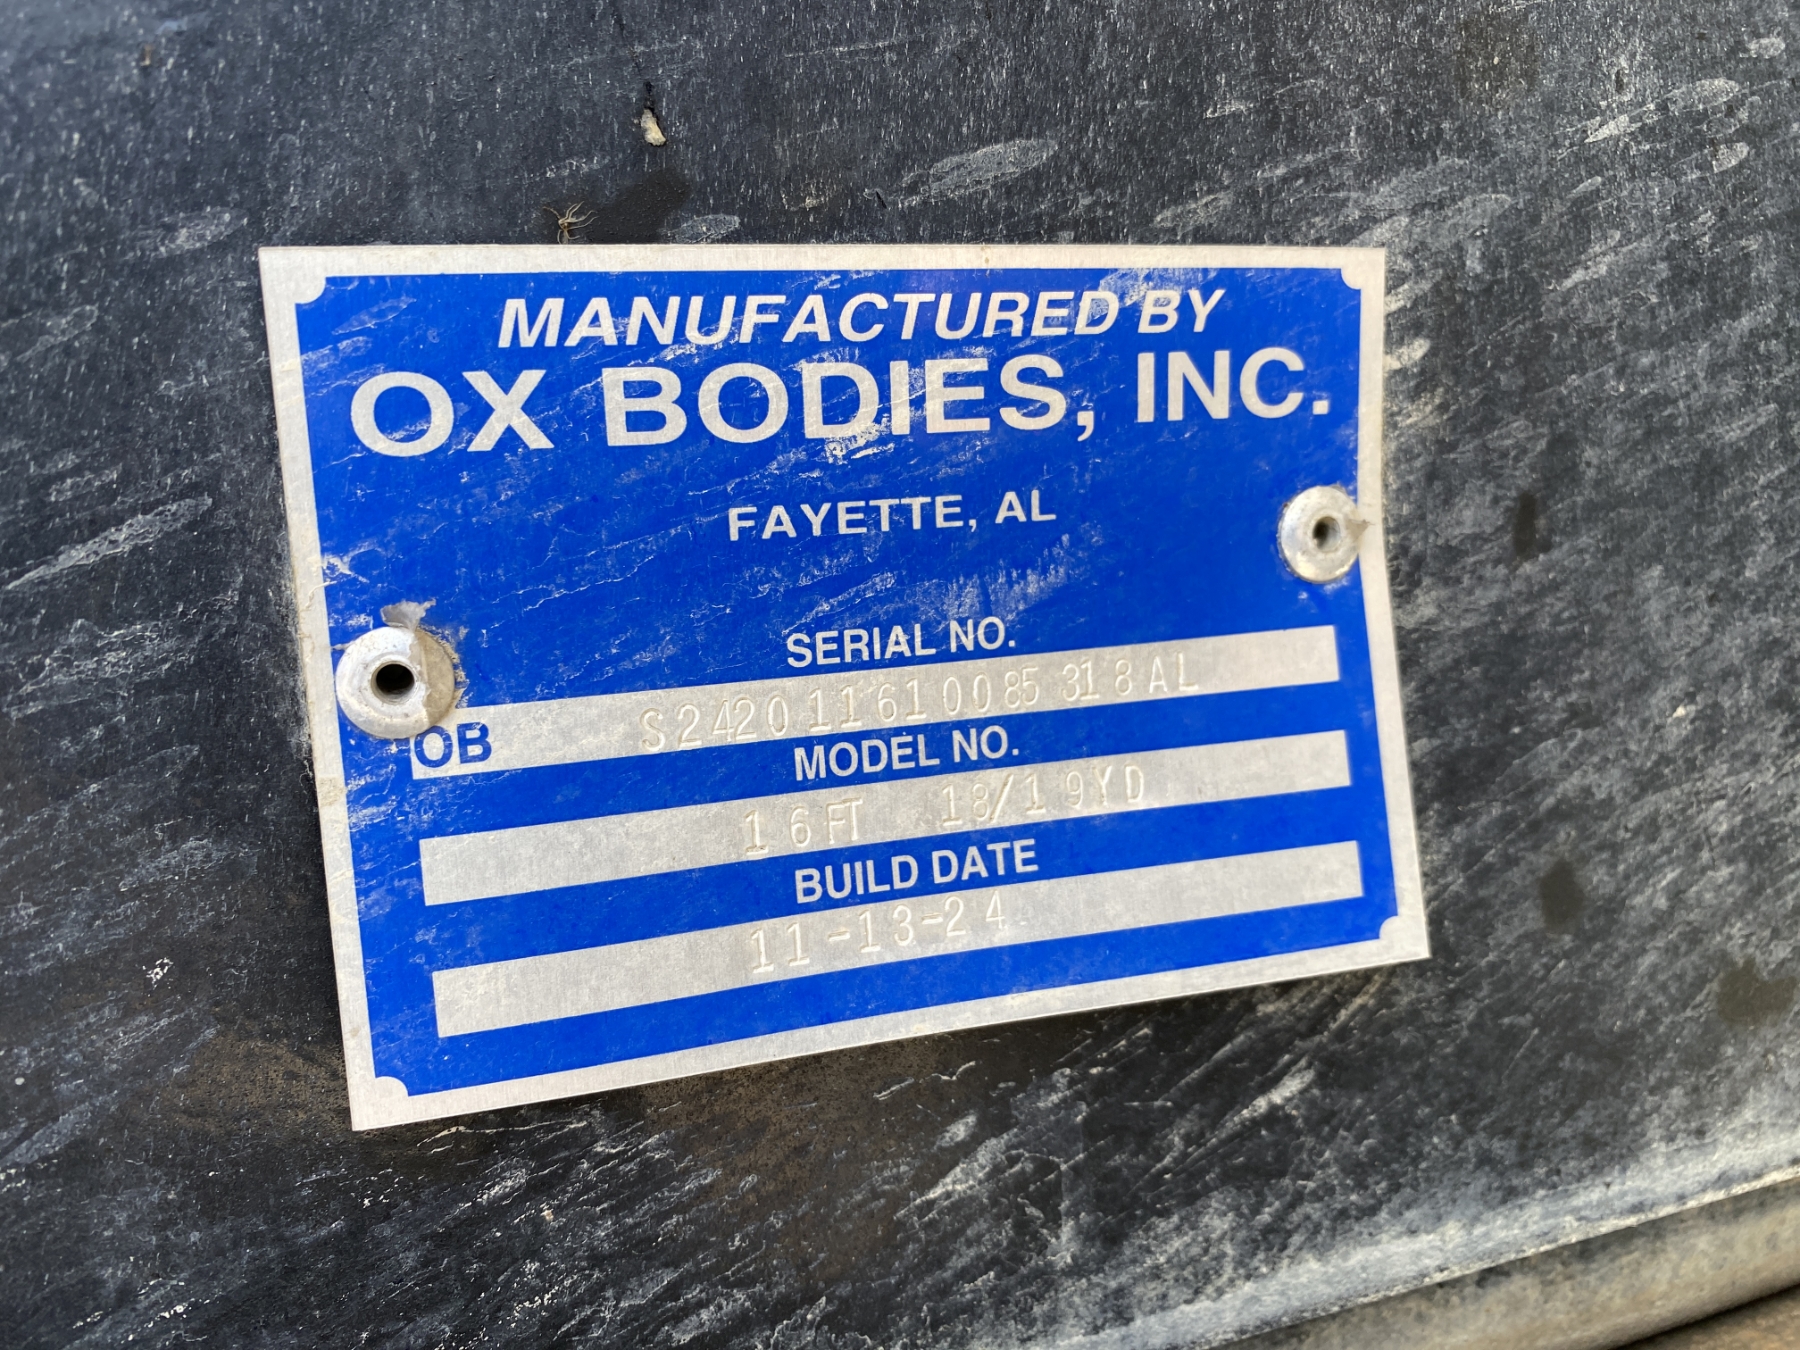 MANUFACTURED BY
OX BODIES, INC.
FAYETTE, AL
SERIAL NO.
OB S242011610085318AL
MODEL NO.
16FT 18/19YD
BUILD DATE
11-13-24